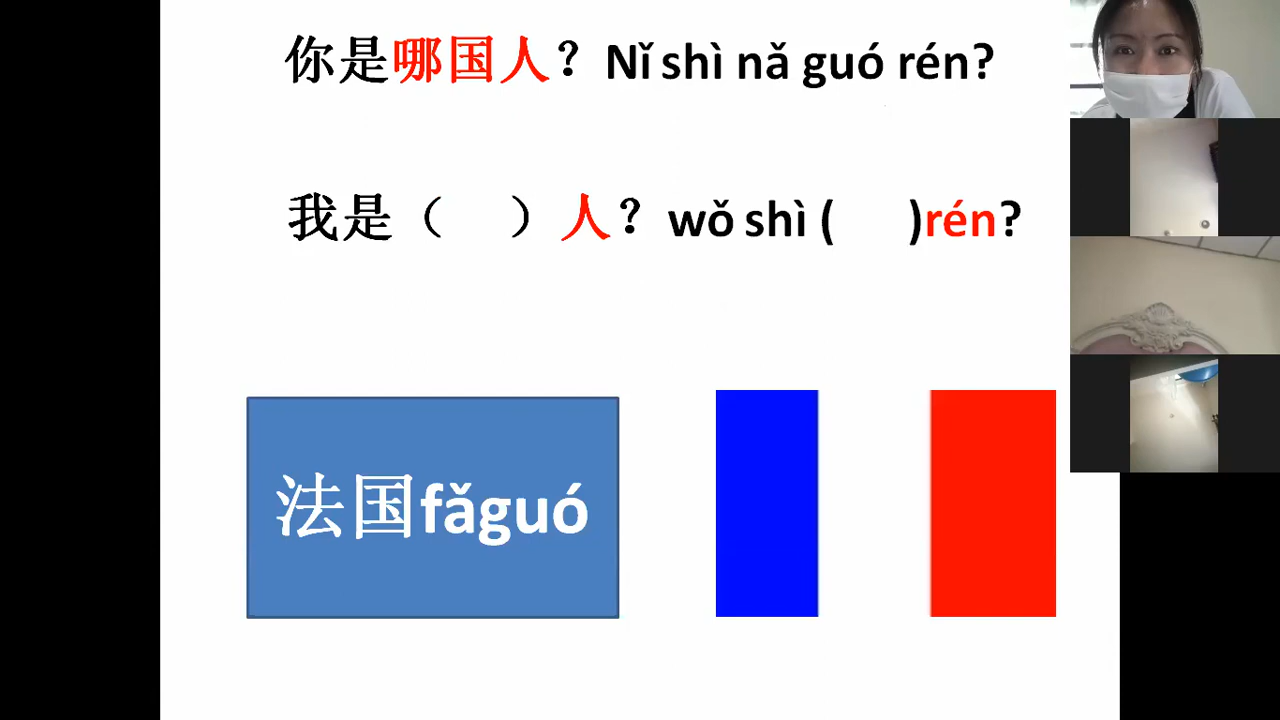 你是哪国人？Nǐ shì nǎ guó rén?
我是（ ）人？wǒ shì ( )rén?
法国fǎguó